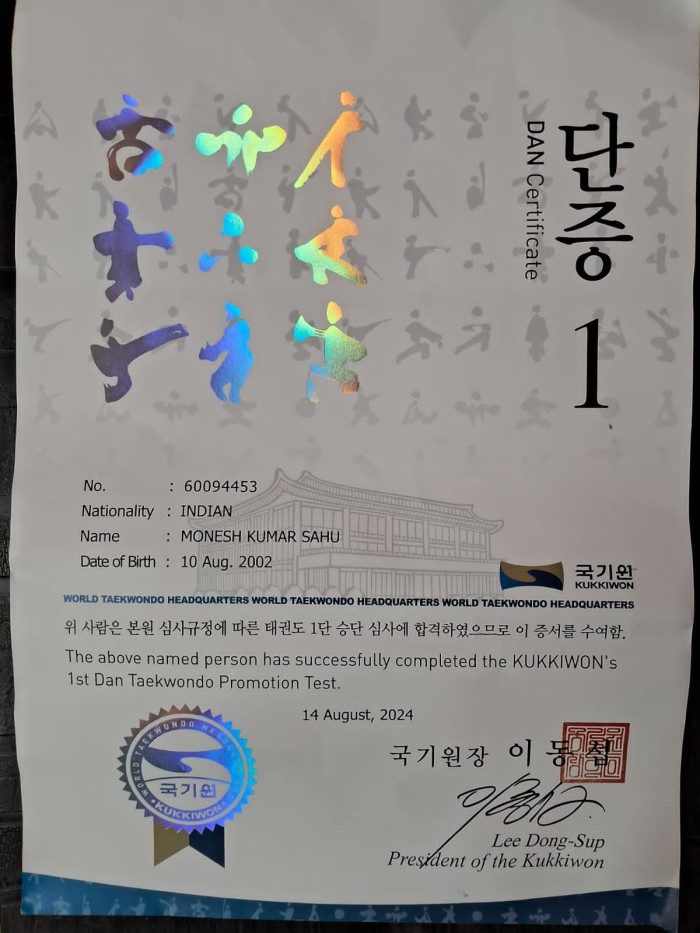 단증 1
DAN Certificate
No. : 60094453
Nationality : INDIAN
Name : MONESH KUMAR SAHU
Date of Birth : 10 Aug. 2002
국기원
KUKKIWON
WORLD TAEKWONDO HEADQUARTERS WORLD TAEKWONDO HEADQUARTERS WORLD TAEKWONDO HEADQUARTERS
위 사람은 본원 심사규정에 따른 태권도 1단 승단 심사에 합격하였으므로 이 증서를 수여함.
The above named person has successfully completed the KUKKIWON's
1st Dan Taekwondo Promotion Test.
14 August, 2024
WORLD TAEKWONDO
국기원
KUKKIWON
국기원장 이동섭
Lee Dong-Sup
President of the Kukkiwon